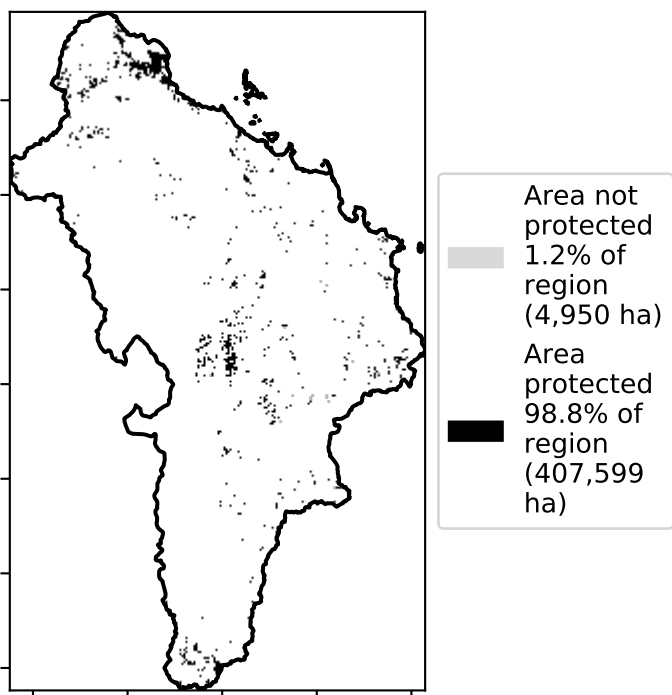 Area not
protected
1.2% of
region
(4,950 ha)
Area
protected
98.8% of
region
(407,599
ha)